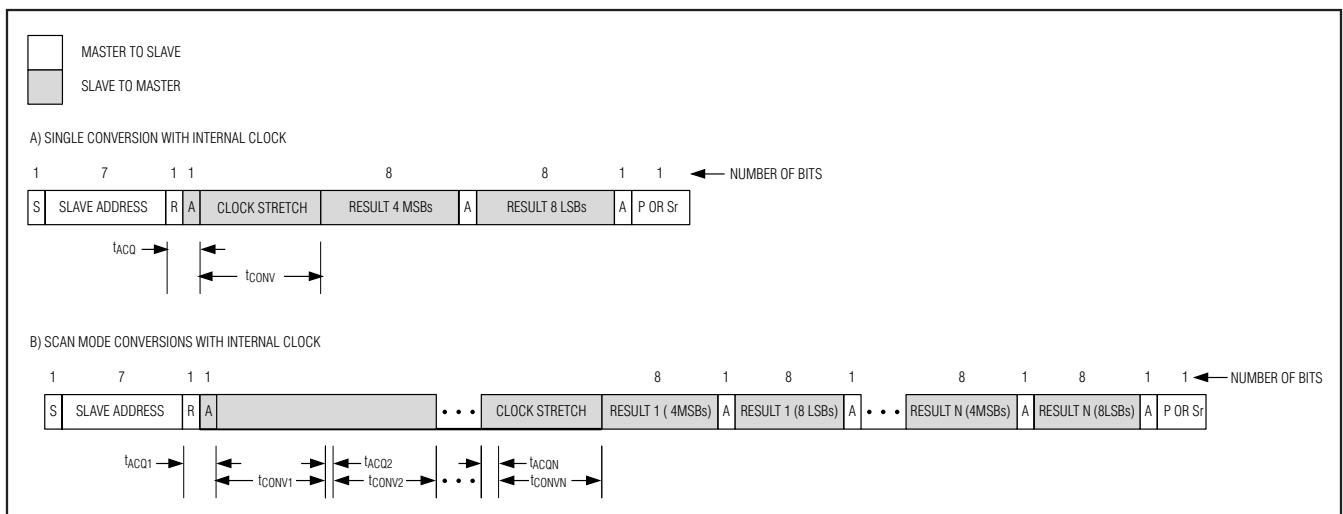 MASTER TO SLAVE
SLAVE TO MASTER
A) SINGLE CONVERSION WITH INTERNAL CLOCK
1 7 1 1 8 8 1 1 NUMBER OF BITS
S SLAVE ADDRESS R A CLOCK STRETCH RESULT 4 MSBs A RESULT 8 LSBs A P OR Sr
tACQ
tCONV
B) SCAN MODE CONVERSIONS WITH INTERNAL CLOCK
1 7 1 1 8 1 8 1 8 1 8 1 1 NUMBER OF BITS
S SLAVE ADDRESS R A • • • CLOCK STRETCH RESULT 1 ( 4MSBs) A RESULT 1 (8 LSBs) A • • • RESULT N (4MSBs) A RESULT N (8LSBs) A P OR Sr
tACQ1 tACQ2 tACQN
tCONV1 tCONV2 • • • tCONVN